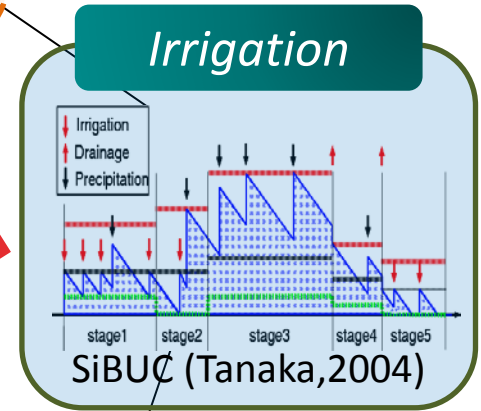 Irrigation
Irrigation
Drainage
Precipitation
stage1 stage2 stage3 stage4 stage5
SiBUC (Tanaka,2004)